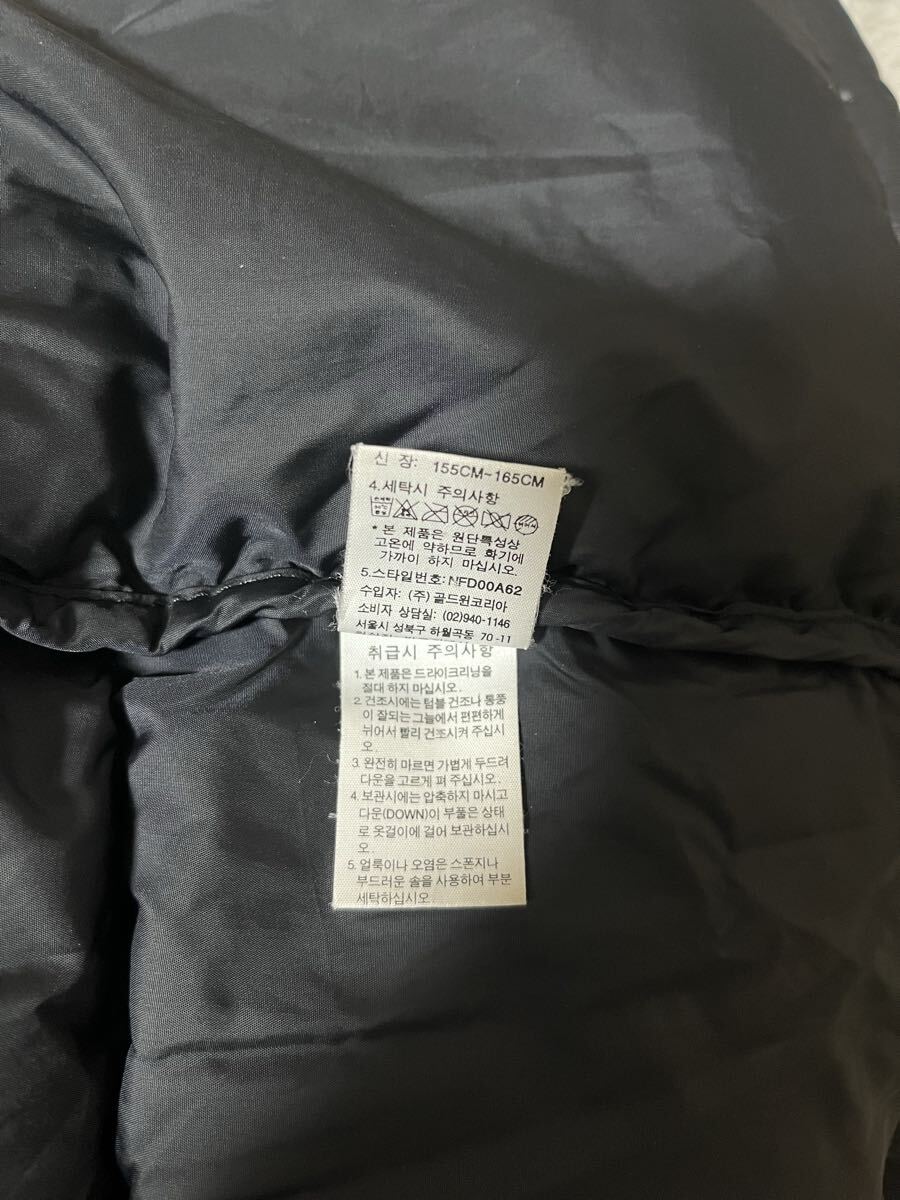 신 장: 155CM~165CM
4.세탁시 주의사항
* 본 제품은 원단특성상
고온에 약하므로 화기에
가까이 하지 마십시오.
5.스타일번호: NFD00A62
수입자: (주) 골드윈코리아
소비자 상담실: (02)940-1146
서울시 성북구 하월곡동 70-11
취급시 주의사항
1. 본 제품은 드라이크리닝을
절대 하지 마십시오.
2. 건조시에는 텀블 건조나 통풍
이 잘되는 그늘에서 편편하게
뉘어서 빨리 건조시켜 주십시
오.
3. 완전히 마르면 가볍게 두드려
다운을 고르게 펴 주십시오.
4. 보관시에는 압축하지 마시고
다운(DOWN)이 부풀은 상태
로 옷걸이에 걸어 보관하십시
오.
5. 얼룩이나 오염은 스폰지나
부드러운 솔을 사용하여 부분
세탁하십시오.